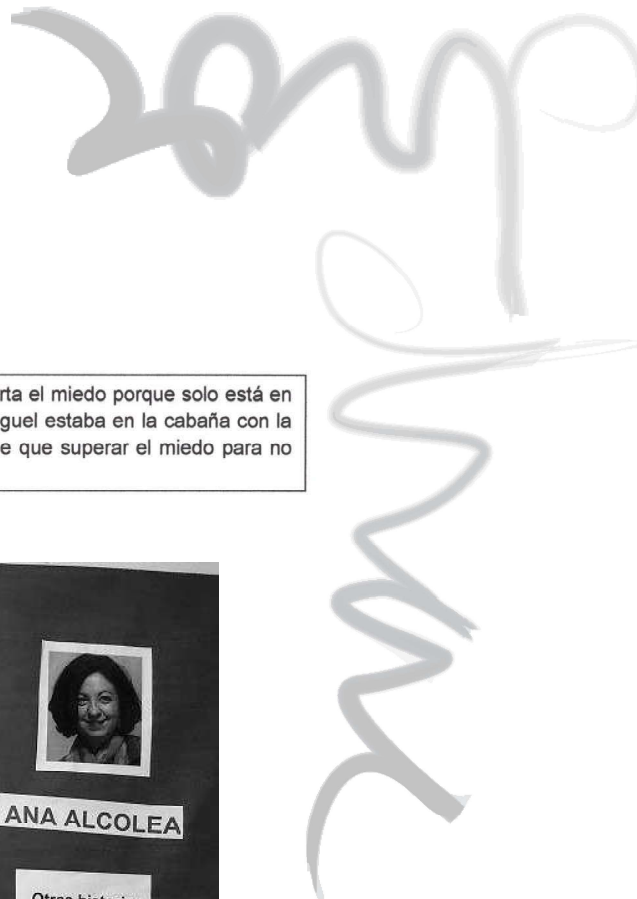 rta el miedo porque solo está en
guel estaba en la cabaña con la
e que superar el miedo para no
ANA ALCOLEA
Otras